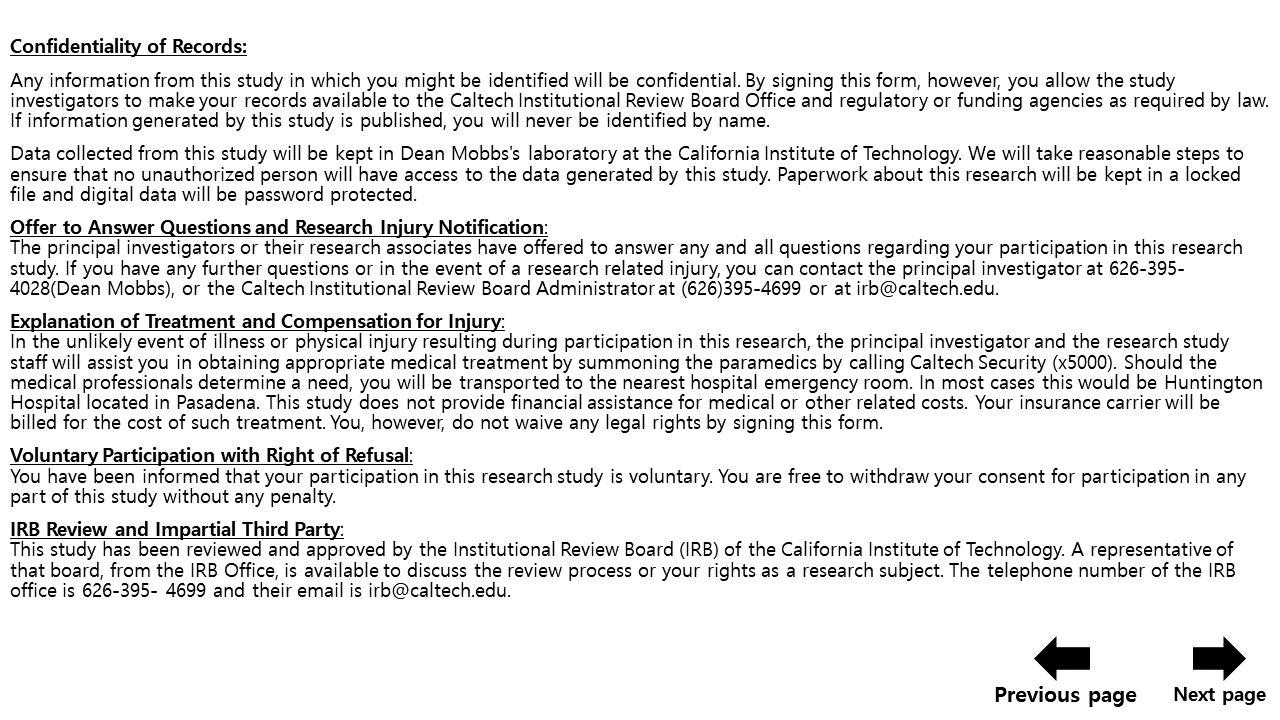 Confidentiality of Records:
Any information from this study in which you might be identified will be confidential. By signing this form, however, you allow the study
investigators to make your records available to the Caltech Institutional Review Board Office and regulatory or funding agencies as required by law.
If information generated by this study is published, you will never be identified by name.
Data collected from this study will be kept in Dean Mobbs's laboratory at the California Institute of Technology. We will take reasonable steps to
ensure that no unauthorized person will have access to the data generated by this study. Paperwork about this research will be kept in a locked
file and digital data will be password protected.
Offer to Answer Questions and Research Injury Notification:
The principal investigators or their research associates have offered to answer any and all questions regarding your participation in this research
study. If you have any further questions or in the event of a research related injury, you can contact the principal investigator at 626-395-
4028(Dean Mobbs), or the Caltech Institutional Review Board Administrator at (626)395-4699 or at irb@caltech.edu.
Explanation of Treatment and Compensation for Injury:
In the unlikely event of illness or physical injury resulting during participation in this research, the principal investigator and the research study
staff will assist you in obtaining appropriate medical treatment by summoning the paramedics by calling Caltech Security (x5000). Should the
medical professionals determine a need, you will be transported to the nearest hospital emergency room. In most cases this would be Huntington
Hospital located in Pasadena. This study does not provide financial assistance for medical or other related costs. Your insurance carrier will be
billed for the cost of such treatment. You, however, do not waive any legal rights by signing this form.
Voluntary Participation with Right of Refusal:
You have been informed that your participation in this research study is voluntary. You are free to withdraw your consent for participation in any
part of this study without any penalty.
IRB Review and Impartial Third Party:
This study has been reviewed and approved by the Institutional Review Board (IRB) of the California Institute of Technology. A representative of
that board, from the IRB Office, is available to discuss the review process or your rights as a research subject. The telephone number of the IRB
office is 626-395- 4699 and their email is irb@caltech.edu.
Previous page
Next page